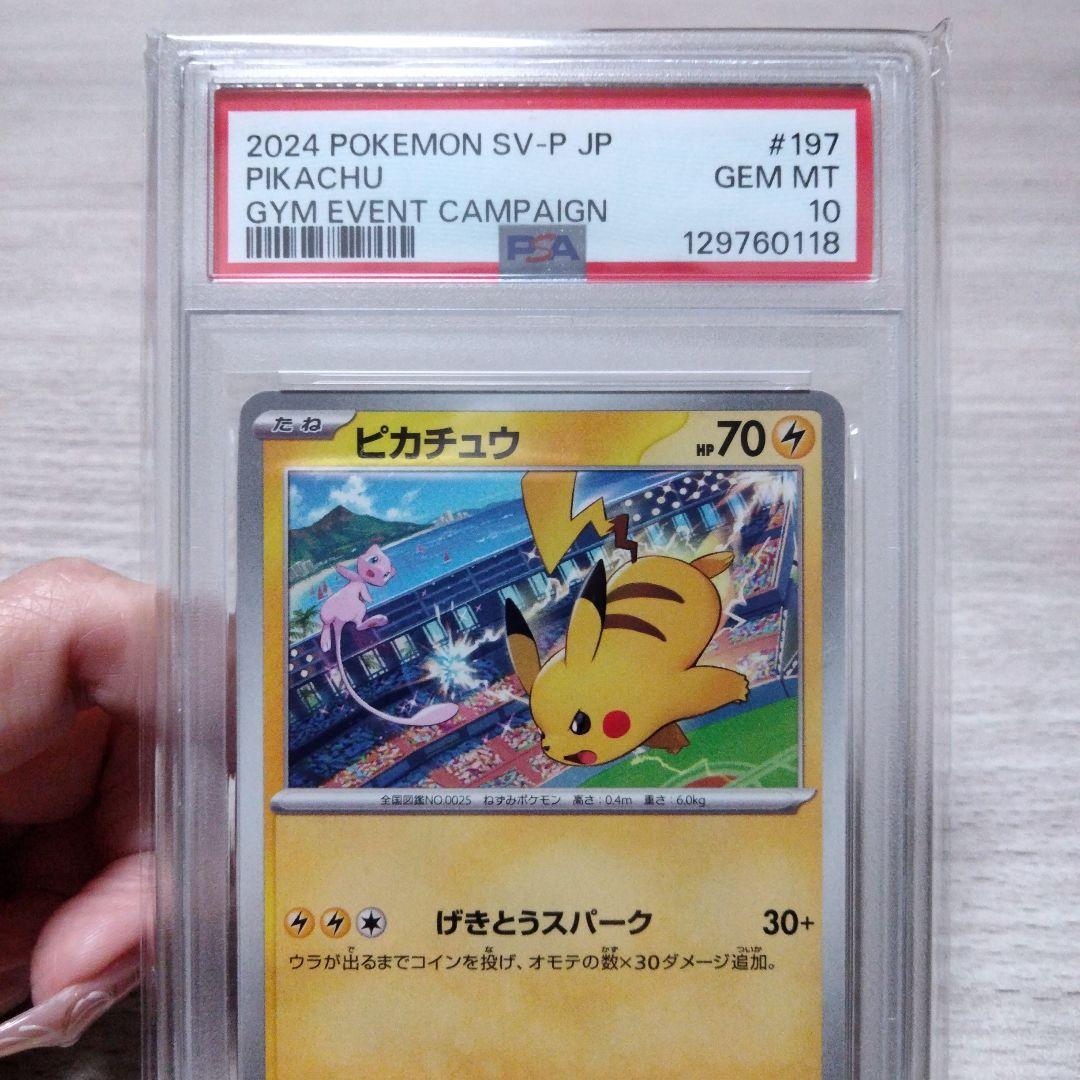 2024 POKEMON SV-P JP #197
PIKACHU GEM MT
GYM EVENT CAMPAIGN 10
PSA 129760118
たね ピカチュウ HP 70
全国図鑑NO.0025 ねずみポケモン 高さ:0.4m 重さ:6.0kg
げきとうスパーク 30+
ウラが出るまでコインを投げ、オモテの数×30ダメージ追加。